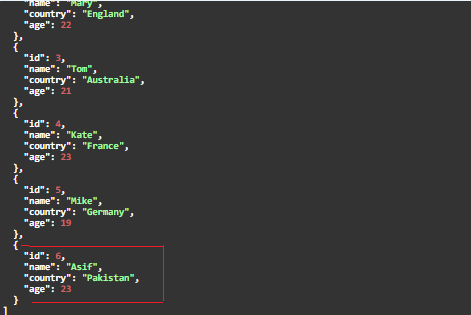 "name": "Mary",
"country": "England",
"age": 22
},
{
"id": 3,
"name": "Tom",
"country": "Australia",
"age": 21
},
{
"id": 4,
"name": "Kate",
"country": "France",
"age": 23
},
{
"id": 5,
"name": "Mike",
"country": "Germany",
"age": 19
},
{
"id": 6,
"name": "Asif",
"country": "Pakistan",
"age": 23
}
]